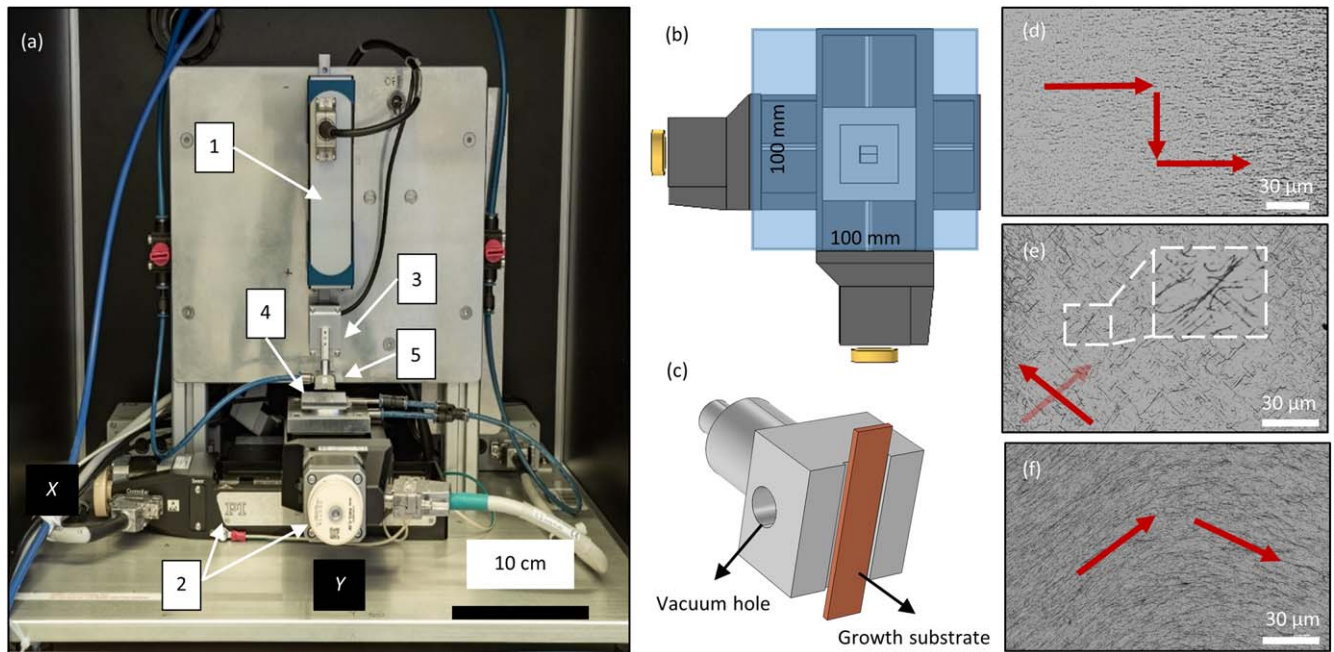 (a)
OFF
1
3
4
5
X
PI
2
Y
10 cm
(b)
100 mm
100 mm
(c)
Vacuum hole
Growth substrate
(d)
30 µm
(e)
30 µm
(f)
30 µm